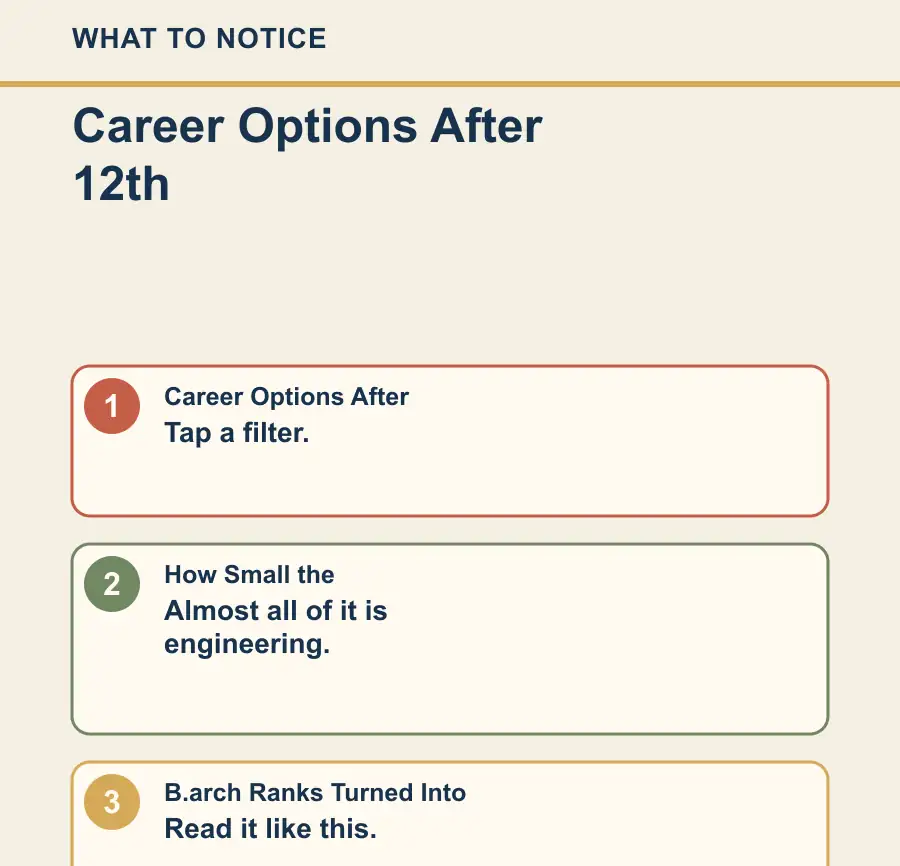 WHAT TO NOTICE
Career Options After
12th
1
Career Options After
Tap a filter.
2
How Small the
Almost all of it is
engineering.
3
B.arch Ranks Turned Into
Read it like this.